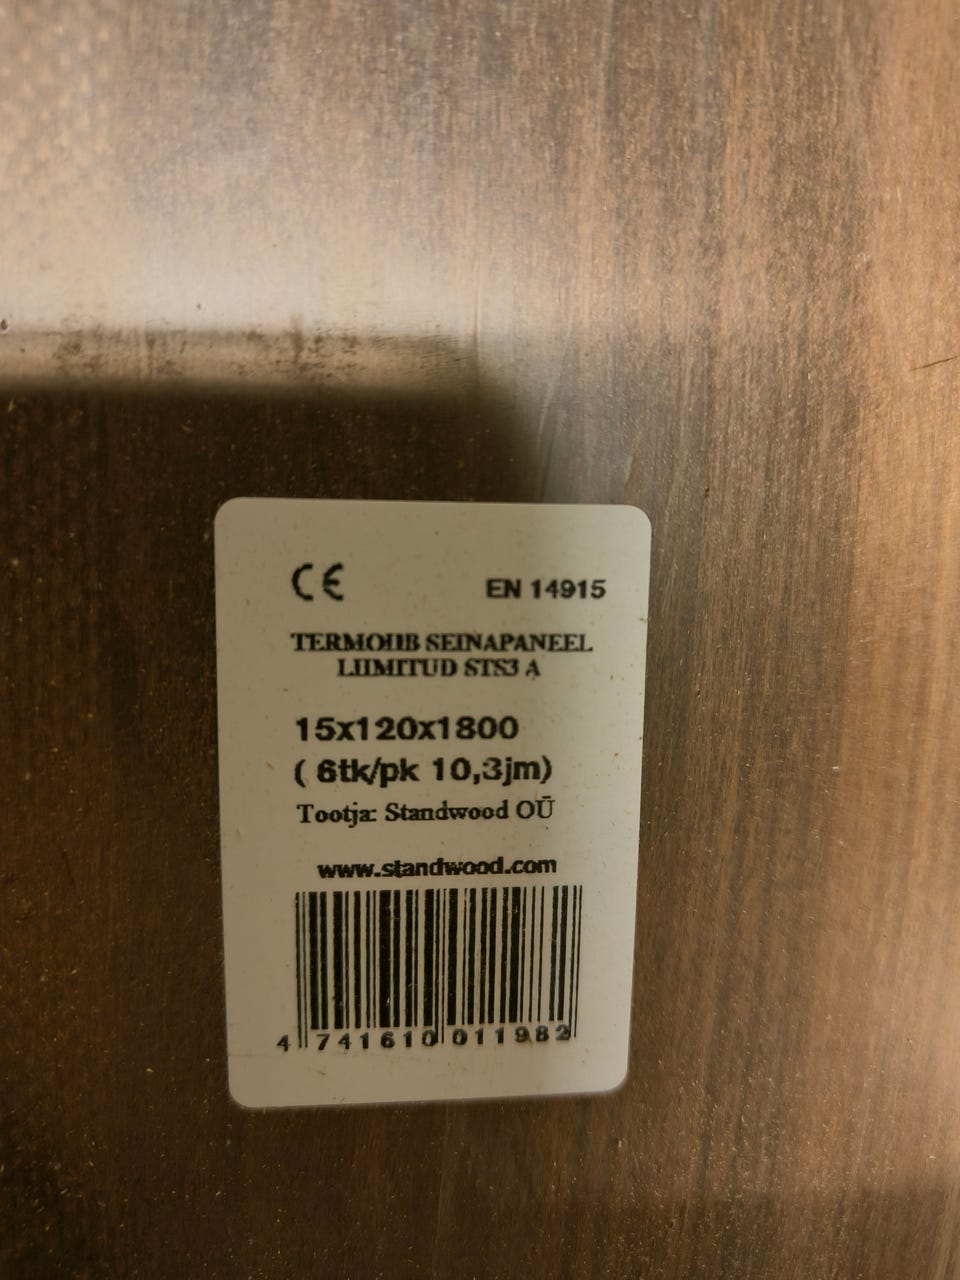 CE EN 14915
TERMOHB SEINAPANEEL
LIIMITUD STS3 A
15x120x1800
( 6tk/pk 10,3jm)
Tootja: Standwood OÜ
www.standwood.com
4 741610 011982